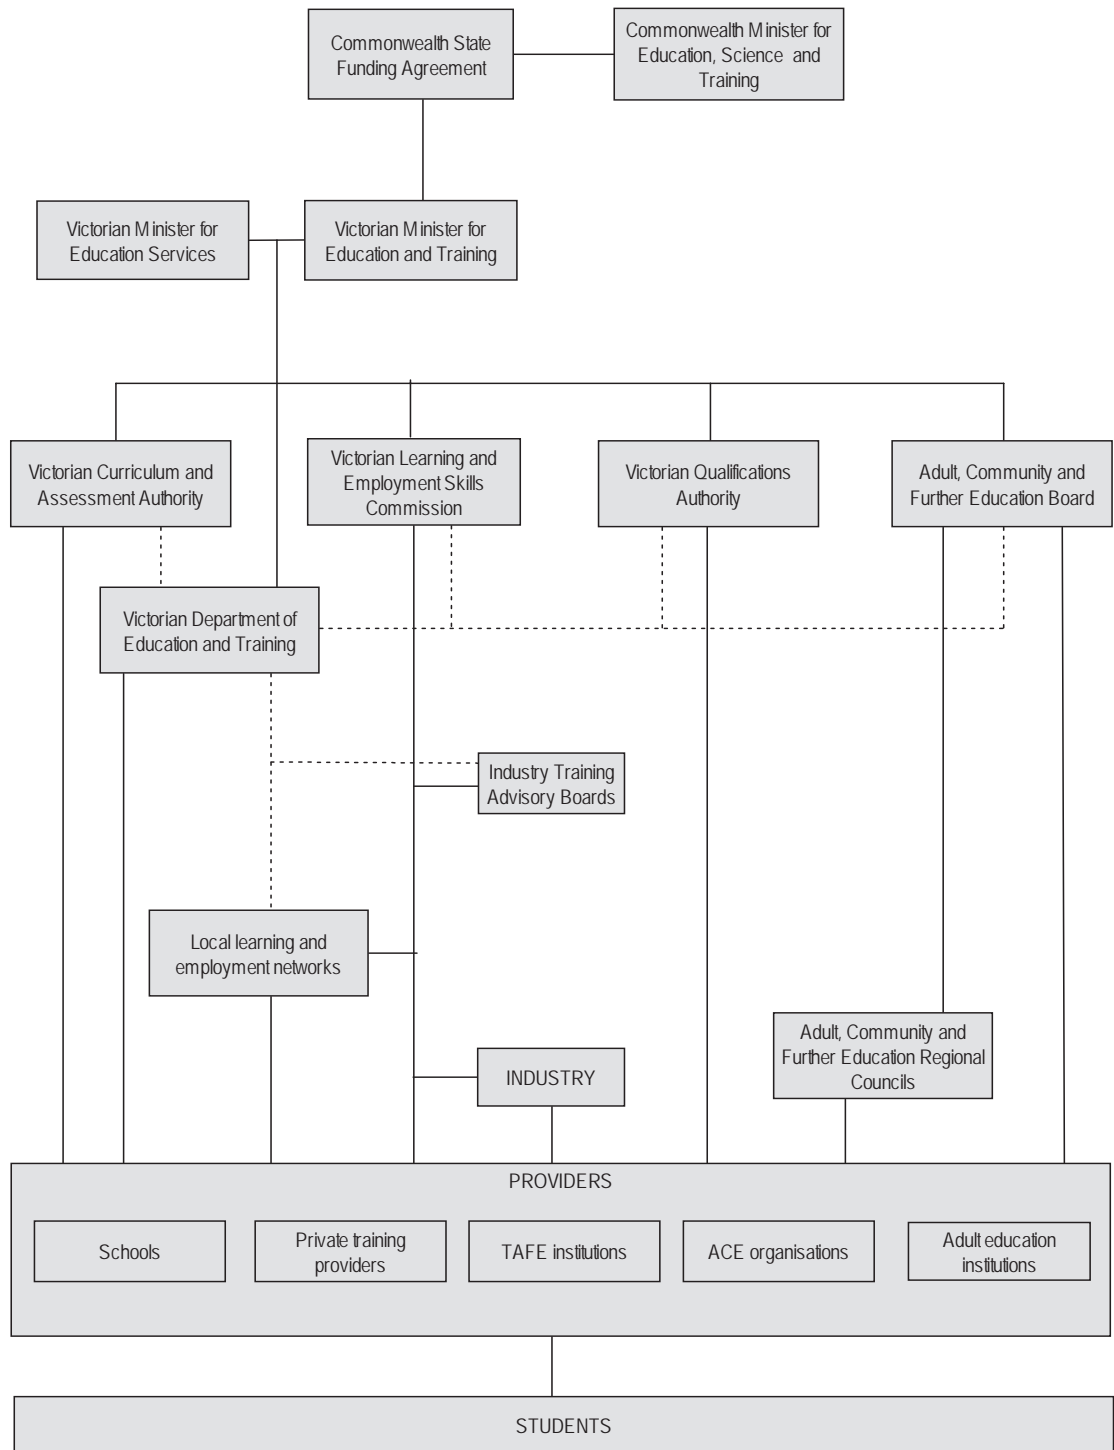 Commonwealth State
Funding Agreement
Commonwealth Minister for
Education, Science and
Training
Victorian Minister for
Education Services
Victorian Minister for
Education and Training
Victorian Curriculum and
Assessment Authority
Victorian Learning and
Employment Skills
Commission
Victorian Qualifications
Authority
Adult, Community and
Further Education Board
Victorian Department of
Education and Training
Industry Training
Advisory Boards
Local learning and
employment networks
INDUSTRY
Adult, Community and
Further Education Regional
Councils
PROVIDERS
Schools
Private training
providers
TAFE institutions
ACE organisations
Adult education
institutions
STUDENTS